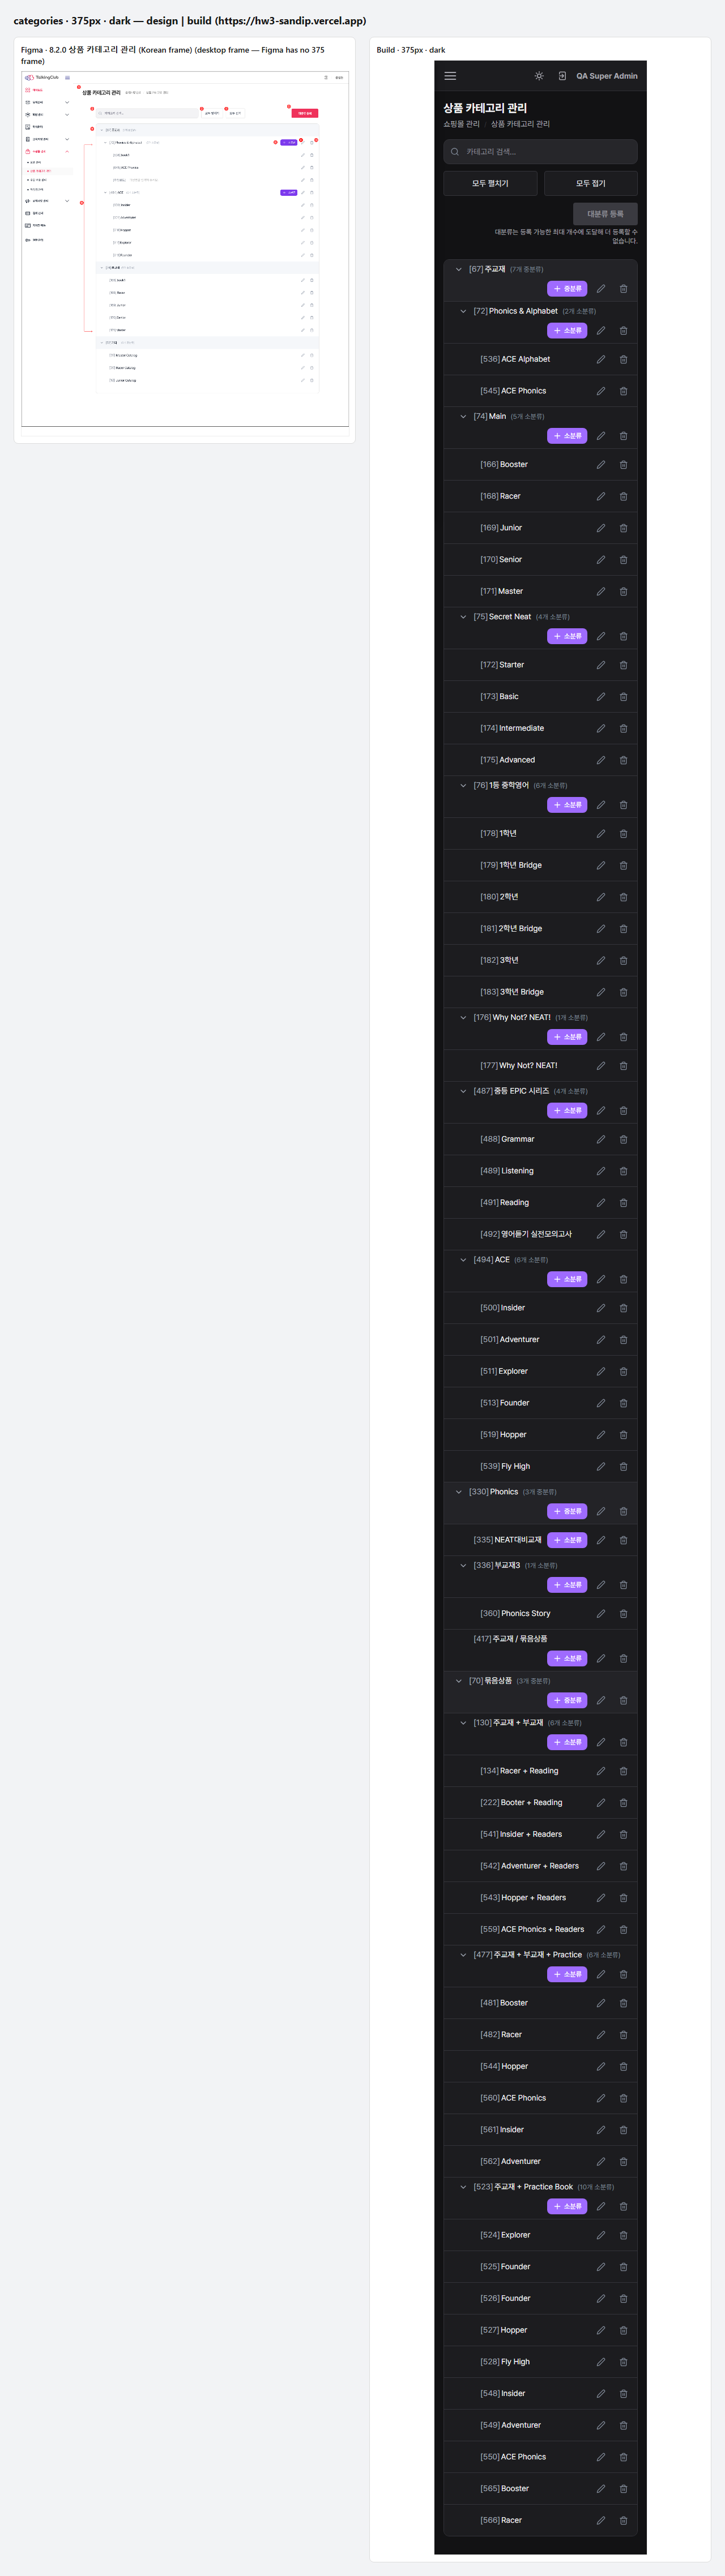 categories · 375px · dark — design | build (https://hw3-sandip.vercel.app)
Figma · 8.2.0 상품 카테고리 관리 (Korean frame) (desktop frame — Figma has no 375 frame)
TalkingClub
상품 카테고리 관리
Build · 375px · dark
QA Super Admin
상품 카테고리 관리
쇼핑몰 관리 상품 카테고리 관리
카테고리 검색...
모두 펼치기 모두 접기
대분류 등록
대분류는 등록 가능한 최대 개수에 도달해 더 등록할 수
없습니다.
[67] 주교재 (7개 중분류)
+ 중분류
[72] Phonics & Alphabet (2개 소분류)
+ 소분류
[536] ACE Alphabet
[545] ACE Phonics
[74] Main (5개 소분류)
+ 소분류
[166] Booster
[168] Racer
[169] Junior
[170] Senior
[171] Master
[75] Secret Neat (4개 소분류)
+ 소분류
[172] Starter
[173] Basic
[174] Intermediate
[175] Advanced
[76] 1등 중학영어 (6개 소분류)
+ 소분류
[178] 1학년
[179] 1학년 Bridge
[180] 2학년
[181] 2학년 Bridge
[182] 3학년
[183] 3학년 Bridge
[176] Why Not? NEAT! (1개 소분류)
+ 소분류
[177] Why Not? NEAT!
[487] 중등 EPIC 시리즈 (4개 소분류)
+ 소분류
[488] Grammar
[489] Listening
[491] Reading
[492] 영어듣기 실전모의고사
[494] ACE (6개 소분류)
+ 소분류
[500] Insider
[501] Adventurer
[511] Explorer
[513] Founder
[519] Hopper
[539] Fly High
[330] Phonics (3개 중분류)
+ 중분류
[335] NEAT대비교재 + 소분류
[336] 부교재3 (1개 소분류)
+ 소분류
[360] Phonics Story
[417] 주교재 / 묶음상품
+ 소분류
[70] 묶음상품 (3개 중분류)
+ 중분류
[130] 주교재 + 부교재 (6개 소분류)
+ 소분류
[134] Racer + Reading
[222] Booter + Reading
[541] Insider + Readers
[542] Adventurer + Readers
[543] Hopper + Readers
[559] ACE Phonics + Readers
[477] 주교재 + 부교재 + Practice (6개 소분류)
+ 소분류
[481] Booster
[482] Racer
[544] Hopper
[560] ACE Phonics
[561] Insider
[562] Adventurer
[523] 주교재 + Practice Book (10개 소분류)
+ 소분류
[524] Explorer
[525] Founder
[526] Founder
[527] Hopper
[528] Fly High
[548] Insider
[549] Adventurer
[550] ACE Phonics
[565] Booster
[566] Racer